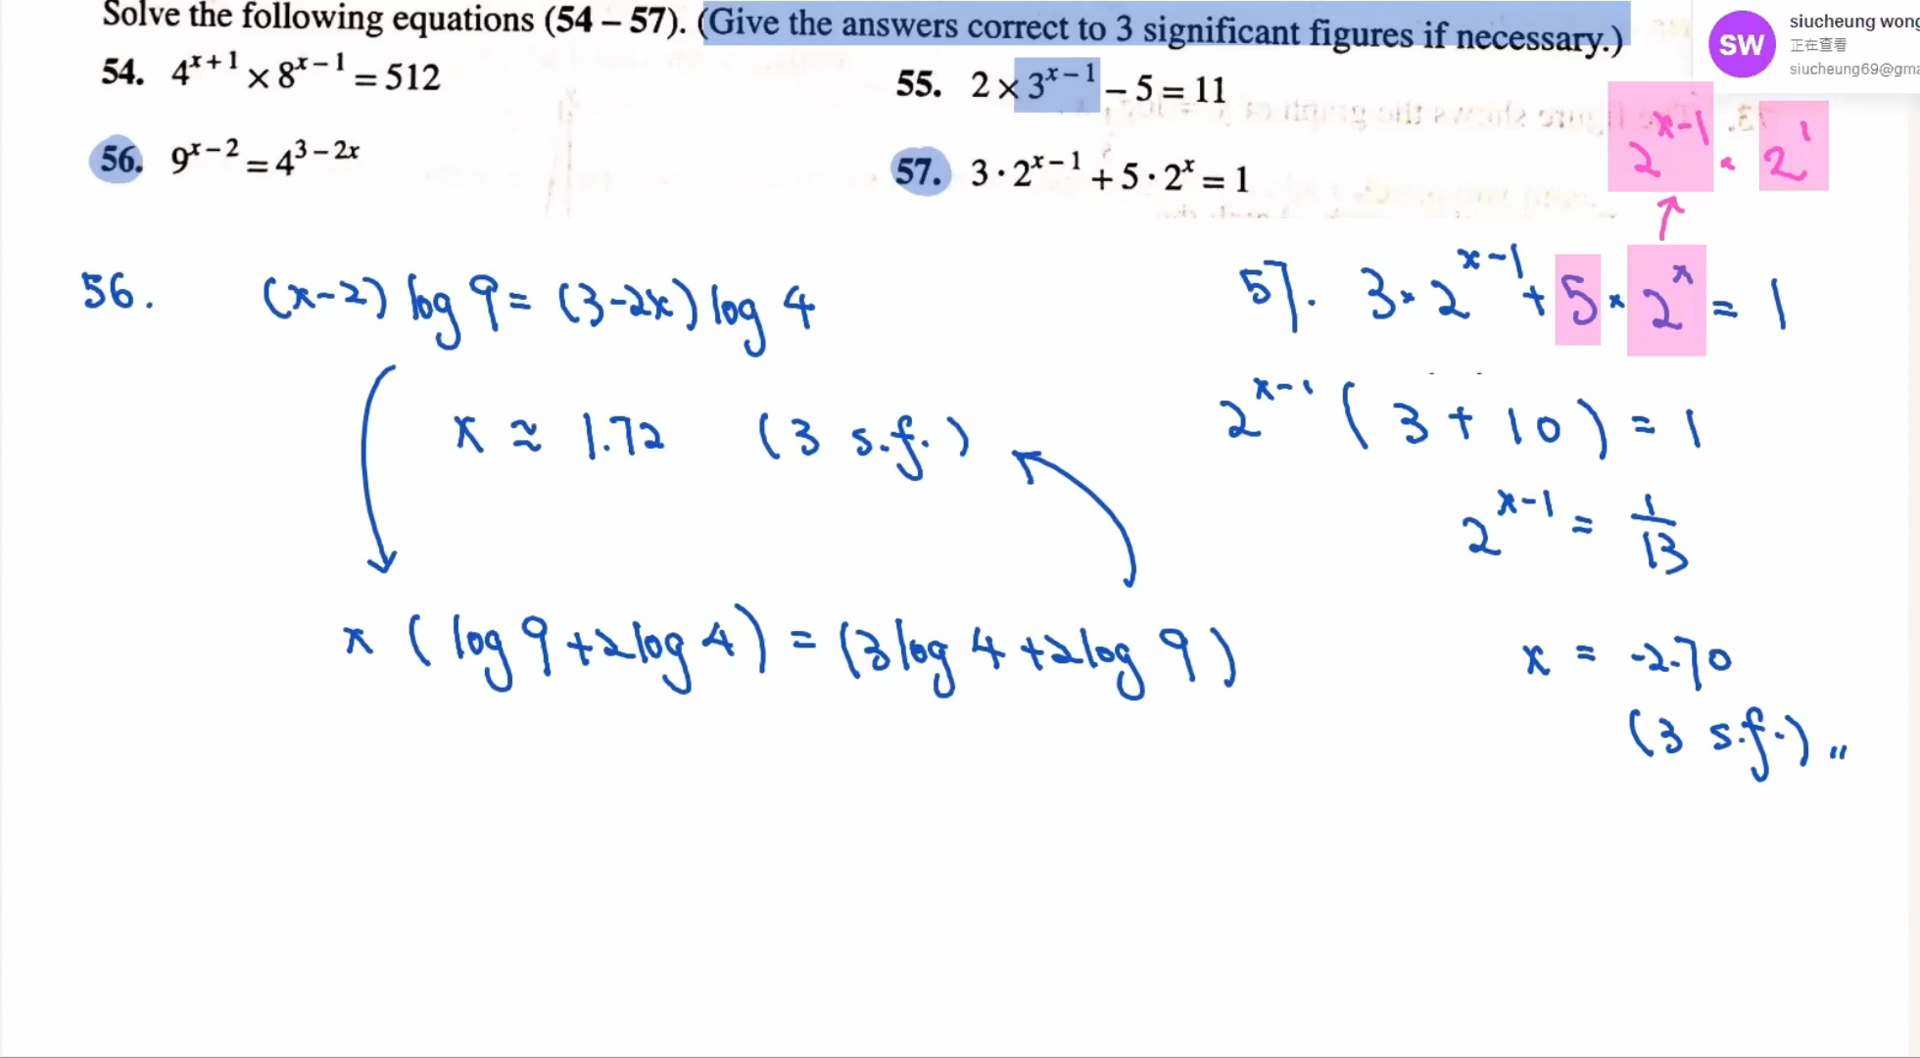 Solve the following equations (54 – 57). (Give the answers correct to 3 significant figures if necessary.)
siucheung wong
SW
正在查看
siucheung69@gma
54. 4^{x+1} × 8^{x−1} = 512
55. 2 × 3^{x−1} − 5 = 11
2^{x-1} · 2^1
↑
56. 9^{x−2} = 4^{3−2x}
57. 3 · 2^{x−1} + 5 · 2^x = 1
56. (x-2) log 9 = (3-2x) log 4
x ≈ 1.72 (3 s.f.)
x (log 9 + 2 log 4) = (3 log 4 + 2 log 9)
57. 3 · 2^{x-1} + 5 · 2^x = 1
2^{x-1} (3 + 10) = 1
2^{x-1} = 1/13
x = -2.70
(3 s.f.) "